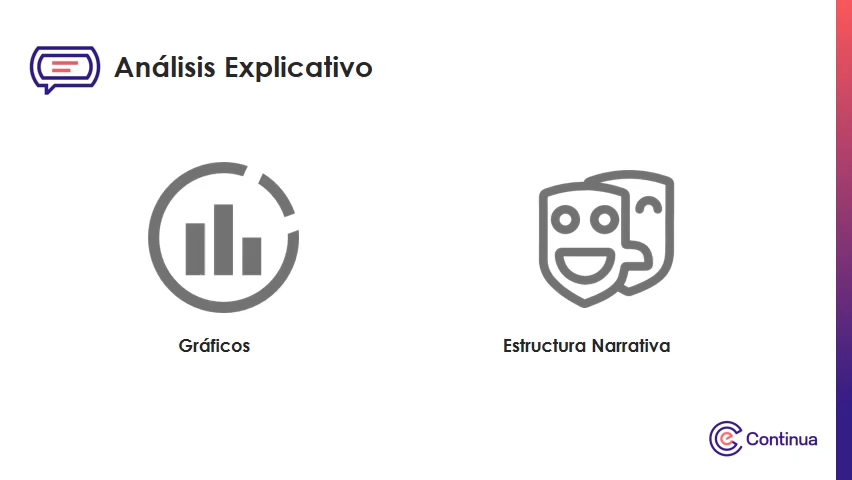 Análisis Explicativo
Gráficos
Estructura Narrativa
Continua